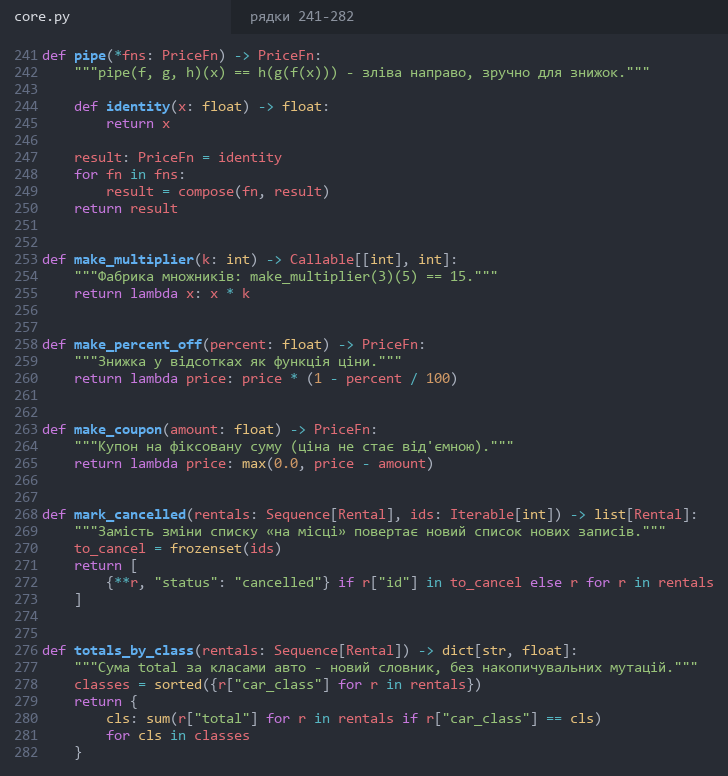 core.py рядки 241-282
241 def pipe(*fns: PriceFn) -> PriceFn:
242     """pipe(f, g, h)(x) == h(g(f(x))) - зліва направо, зручно для знижок."""
243
244     def identity(x: float) -> float:
245         return x
246
247     result: PriceFn = identity
248     for fn in fns:
249         result = compose(fn, result)
250     return result
251
252
253 def make_multiplier(k: int) -> Callable[[int], int]:
254     """Фабрика множників: make_multiplier(3)(5) == 15."""
255     return lambda x: x * k
256
257
258 def make_percent_off(percent: float) -> PriceFn:
259     """Знижка у відсотках як функція ціни."""
260     return lambda price: price * (1 - percent / 100)
261
262
263 def make_coupon(amount: float) -> PriceFn:
264     """Купон на фіксовану суму (ціна не стає від'ємною)."""
265     return lambda price: max(0.0, price - amount)
266
267
268 def mark_cancelled(rentals: Sequence[Rental], ids: Iterable[int]) -> list[Rental]:
269     """Замість зміни списку «на місці» повертає новий список нових записів."""
270     to_cancel = frozenset(ids)
271     return [
272         {**r, "status": "cancelled"} if r["id"] in to_cancel else r for r in rentals
273     ]
274
275
276 def totals_by_class(rentals: Sequence[Rental]) -> dict[str, float]:
277     """Сума total за класами авто - новий словник, без накопичувальних мутацій."""
278     classes = sorted({r["car_class"] for r in rentals})
279     return {
280         cls: sum(r["total"] for r in rentals if r["car_class"] == cls)
281         for cls in classes
282     }